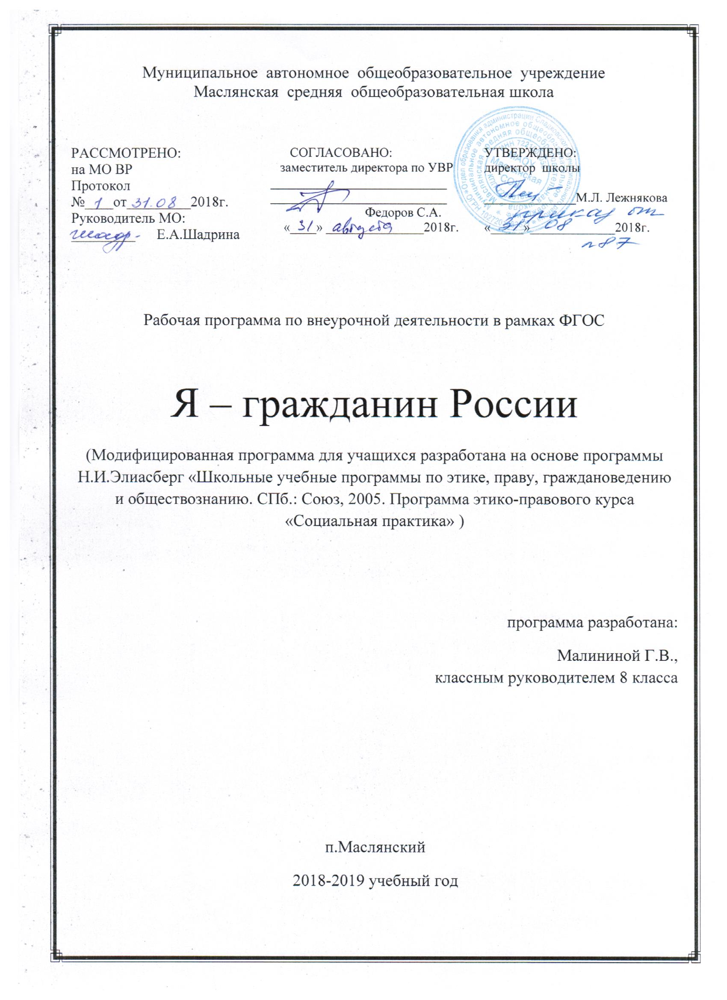 Муниципальное автономное общеобразовательное учреждение
Маслянская средняя общеобразовательная школа
РАССМОТРЕНО:
на МО ВР
Протокол
№ 1 от 31.08 2018г.
Руководитель МО:
Е.А.Шадрина
СОГЛАСОВАНО:
заместитель директора по УВР
Федоров С.А.
«31» августа 2018г.
УТВЕРЖДЕНО:
директор школы
М.Л. Лежнякова
приказ от
«31» 08 2018г.
№87
МАОУ
Маслянская
СОШ
Рабочая программа по внеурочной деятельности в рамках ФГОС
Я – гражданин России
(Модифицированная программа для учащихся разработана на основе программы
Н.И.Элиасберг «Школьные учебные программы по этике, праву, граждановедению
и обществознанию. СПб.: Союз, 2005. Программа этико-правового курса
«Социальная практика» )
программа разработана:
Малининой Г.В.,
классным руководителем 8 класса
п.Маслянский
2018-2019 учебный год